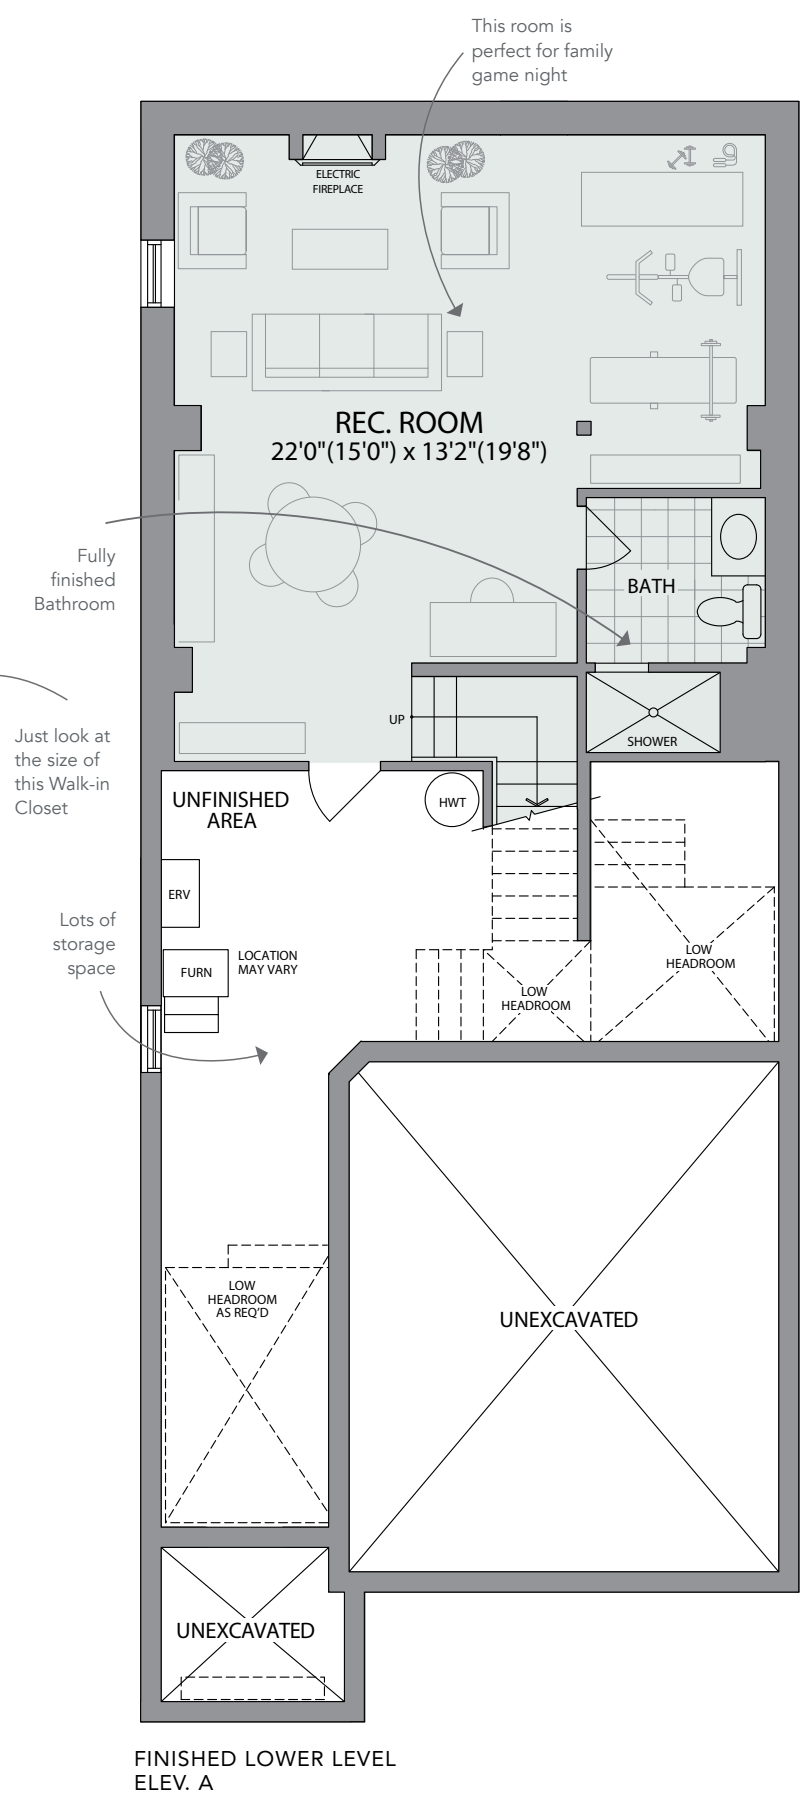 This room is
perfect for family
game night
ELECTRIC
FIREPLACE
REC. ROOM
22'0"(15'0") x 13'2"(19'8")
Fully
finished
Bathroom
BATH
Just look at
the size of
this Walk-in
Closet
UP
SHOWER
UNFINISHED
AREA
HWT
ERV
Lots of
storage
space
FURN
LOCATION
MAY VARY
LOW
HEADROOM
LOW
HEADROOM
LOW
HEADROOM
AS REQ'D
UNEXCAVATED
UNEXCAVATED
FINISHED LOWER LEVEL
ELEV. A